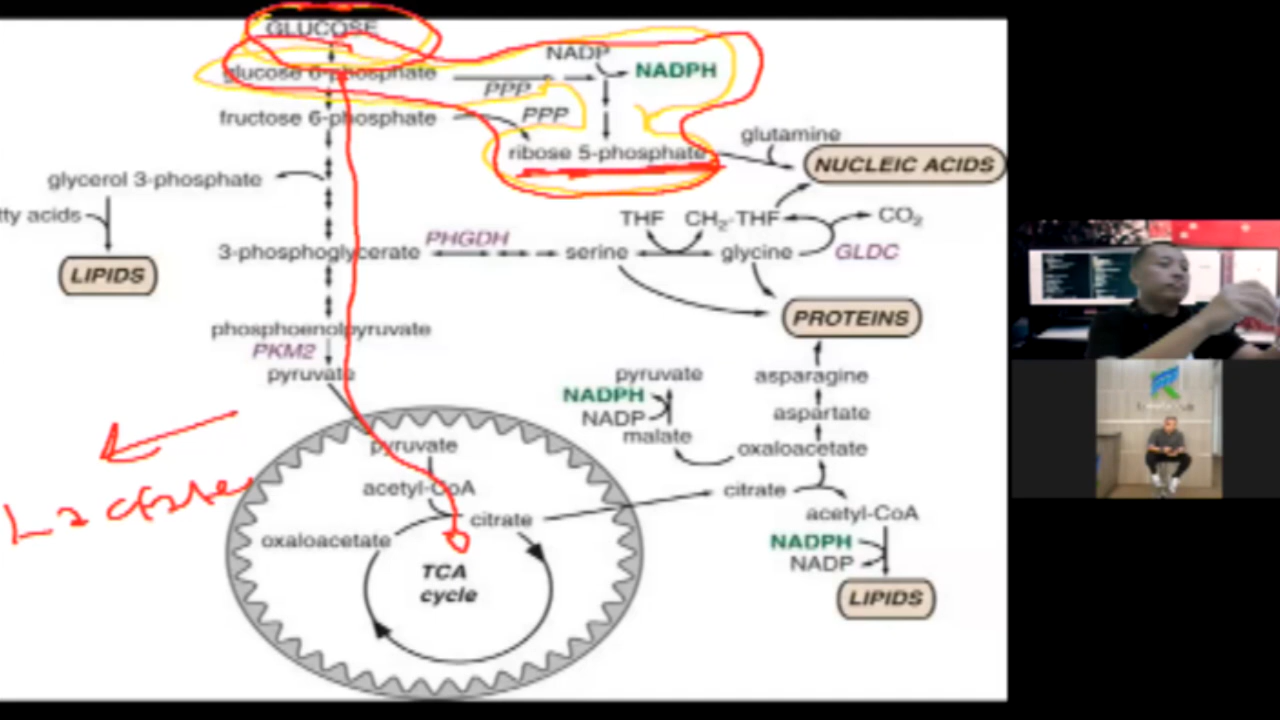 GLUCOSE
NADP
glucose 6-phosphate
NADPH
PPP
fructose 6-phosphate
PPP
glutamine
ribose 5-phosphate
NUCLEIC ACIDS
glycerol 3-phosphate
tty acids
THF
CH2-THF
CO2
3-phosphoglycerate
PHGDH
serine
glycine
GLDC
LIPIDS
PROTEINS
phosphoenolpyruvate
PKM2
pyruvate
pyruvate
asparagine
NADPH
NADP
aspartate
malate
pyruvate
oxaloacetate
acetyl-CoA
citrate
citrate
acetyl-CoA
oxaloacetate
NADPH
NADP
TCA
cycle
LIPIDS
Lactate